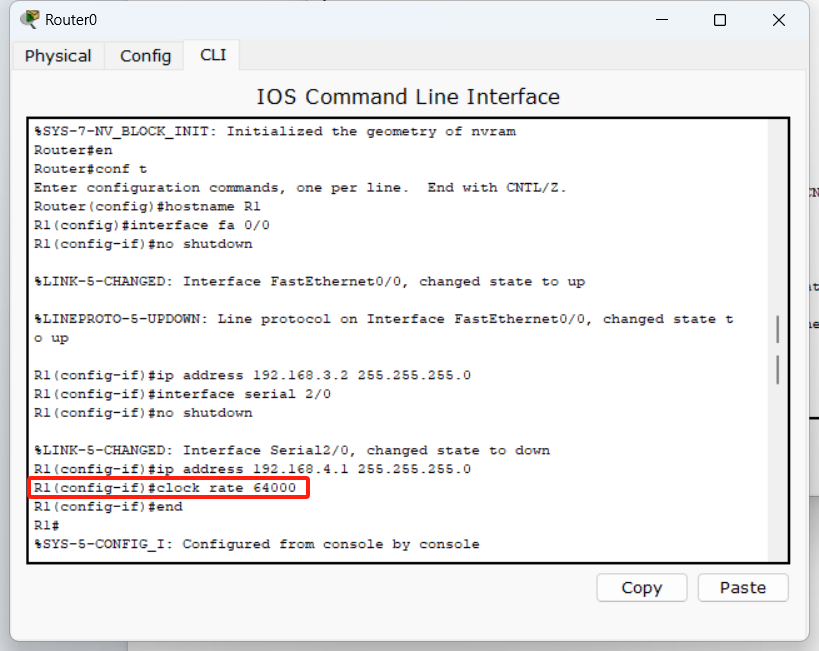 Router0
Physical Config CLI
IOS Command Line Interface
%SYS-7-NV_BLOCK_INIT: Initialized the geometry of nvram
Router#en
Router#conf t
Enter configuration commands, one per line.  End with CNTL/Z.
Router(config)#hostname R1
R1(config)#interface fa 0/0
R1(config-if)#no shutdown
%LINK-5-CHANGED: Interface FastEthernet0/0, changed state to up
%LINEPROTO-5-UPDOWN: Line protocol on Interface FastEthernet0/0, changed state t
o up
R1(config-if)#ip address 192.168.3.2 255.255.255.0
R1(config-if)#interface serial 2/0
R1(config-if)#no shutdown
%LINK-5-CHANGED: Interface Serial2/0, changed state to down
R1(config-if)#ip address 192.168.4.1 255.255.255.0
R1(config-if)#clock rate 64000
R1(config-if)#end
R1#
%SYS-5-CONFIG_I: Configured from console by console
Copy Paste